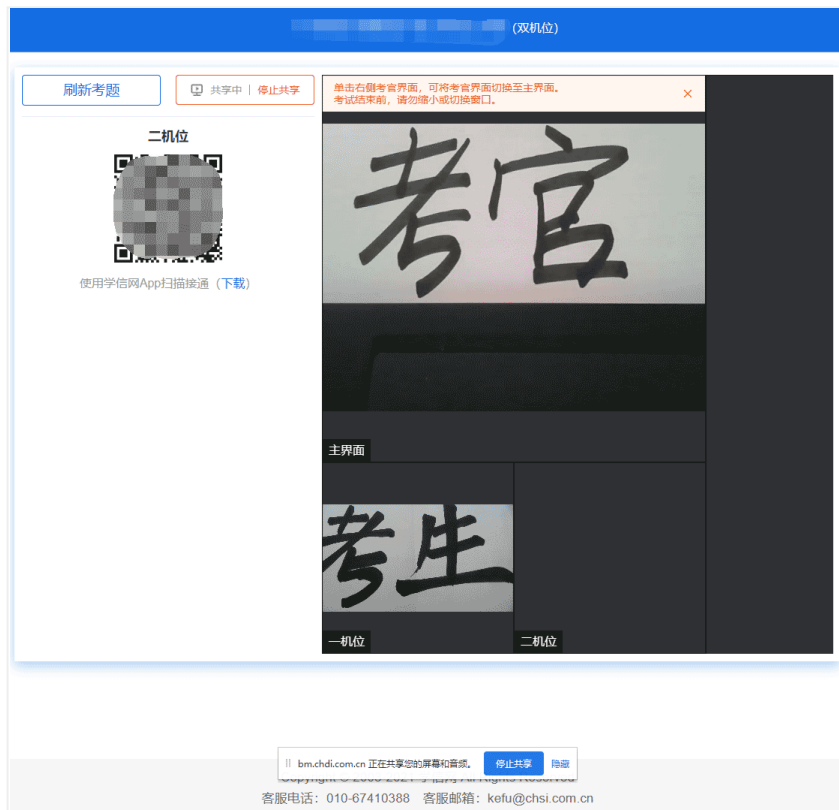 (双机位)
刷新考题
共享中 | 停止共享
二机位
使用学信网App扫描接通（下载）
单击右侧考官界面，可将考官界面切换至主界面。
考试结束前，请勿缩小或切换窗口。
考官
主界面
考生
一机位
二机位
bm.chdi.com.cn 正在共享您的屏幕和音频。
停止共享
隐藏
客服电话：010-67410388 客服邮箱：kefu@chsi.com.cn